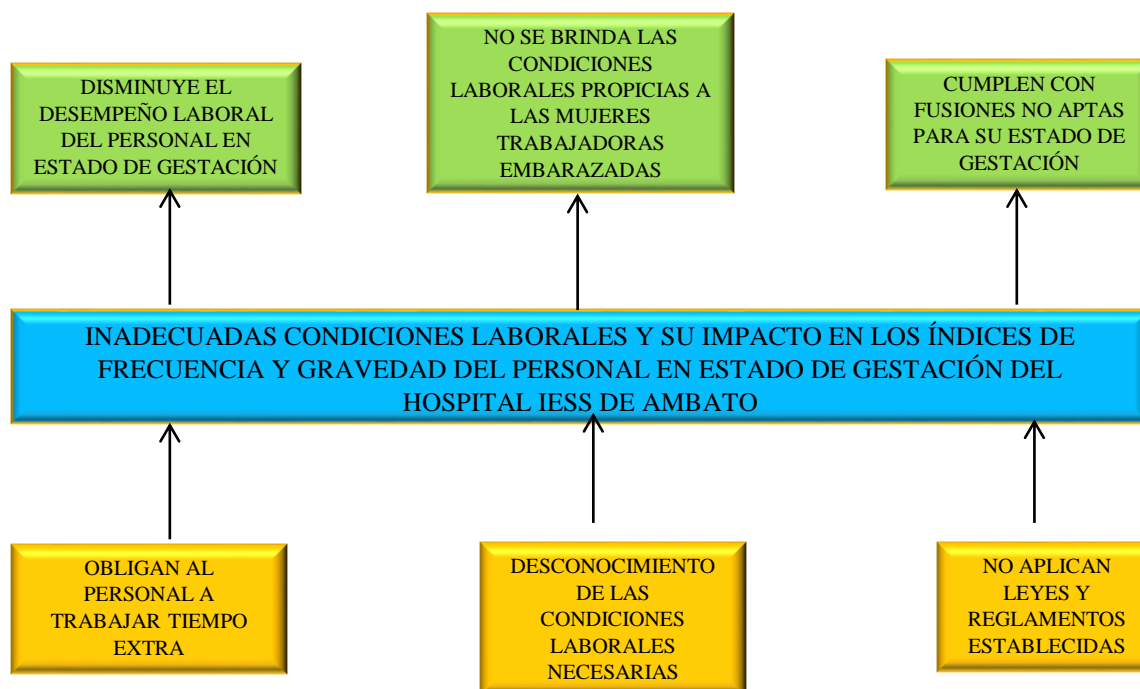 DISMINUYE EL
DESEMPEÑO LABORAL
DEL PERSONAL EN
ESTADO DE GESTACIÓN
NO SE BRINDA LAS
CONDICIONES
LABORALES PROPICIAS A
LAS MUJERES
TRABAJADORAS
EMBARAZADAS
CUMPLEN CON
FUSIONES NO APTAS
PARA SU ESTADO DE
GESTACIÓN
INADECUADAS CONDICIONES LABORALES Y SU IMPACTO EN LOS ÍNDICES DE
FRECUENCIA Y GRAVEDAD DEL PERSONAL EN ESTADO DE GESTACIÓN DEL
HOSPITAL IESS DE AMBATO
OBLIGAN AL
PERSONAL A
TRABAJAR TIEMPO
EXTRA
DESCONOCIMIENTO
DE LAS
CONDICIONES
LABORALES
NECESARIAS
NO APLICAN
LEYES Y
REGLAMENTOS
ESTABLECIDAS